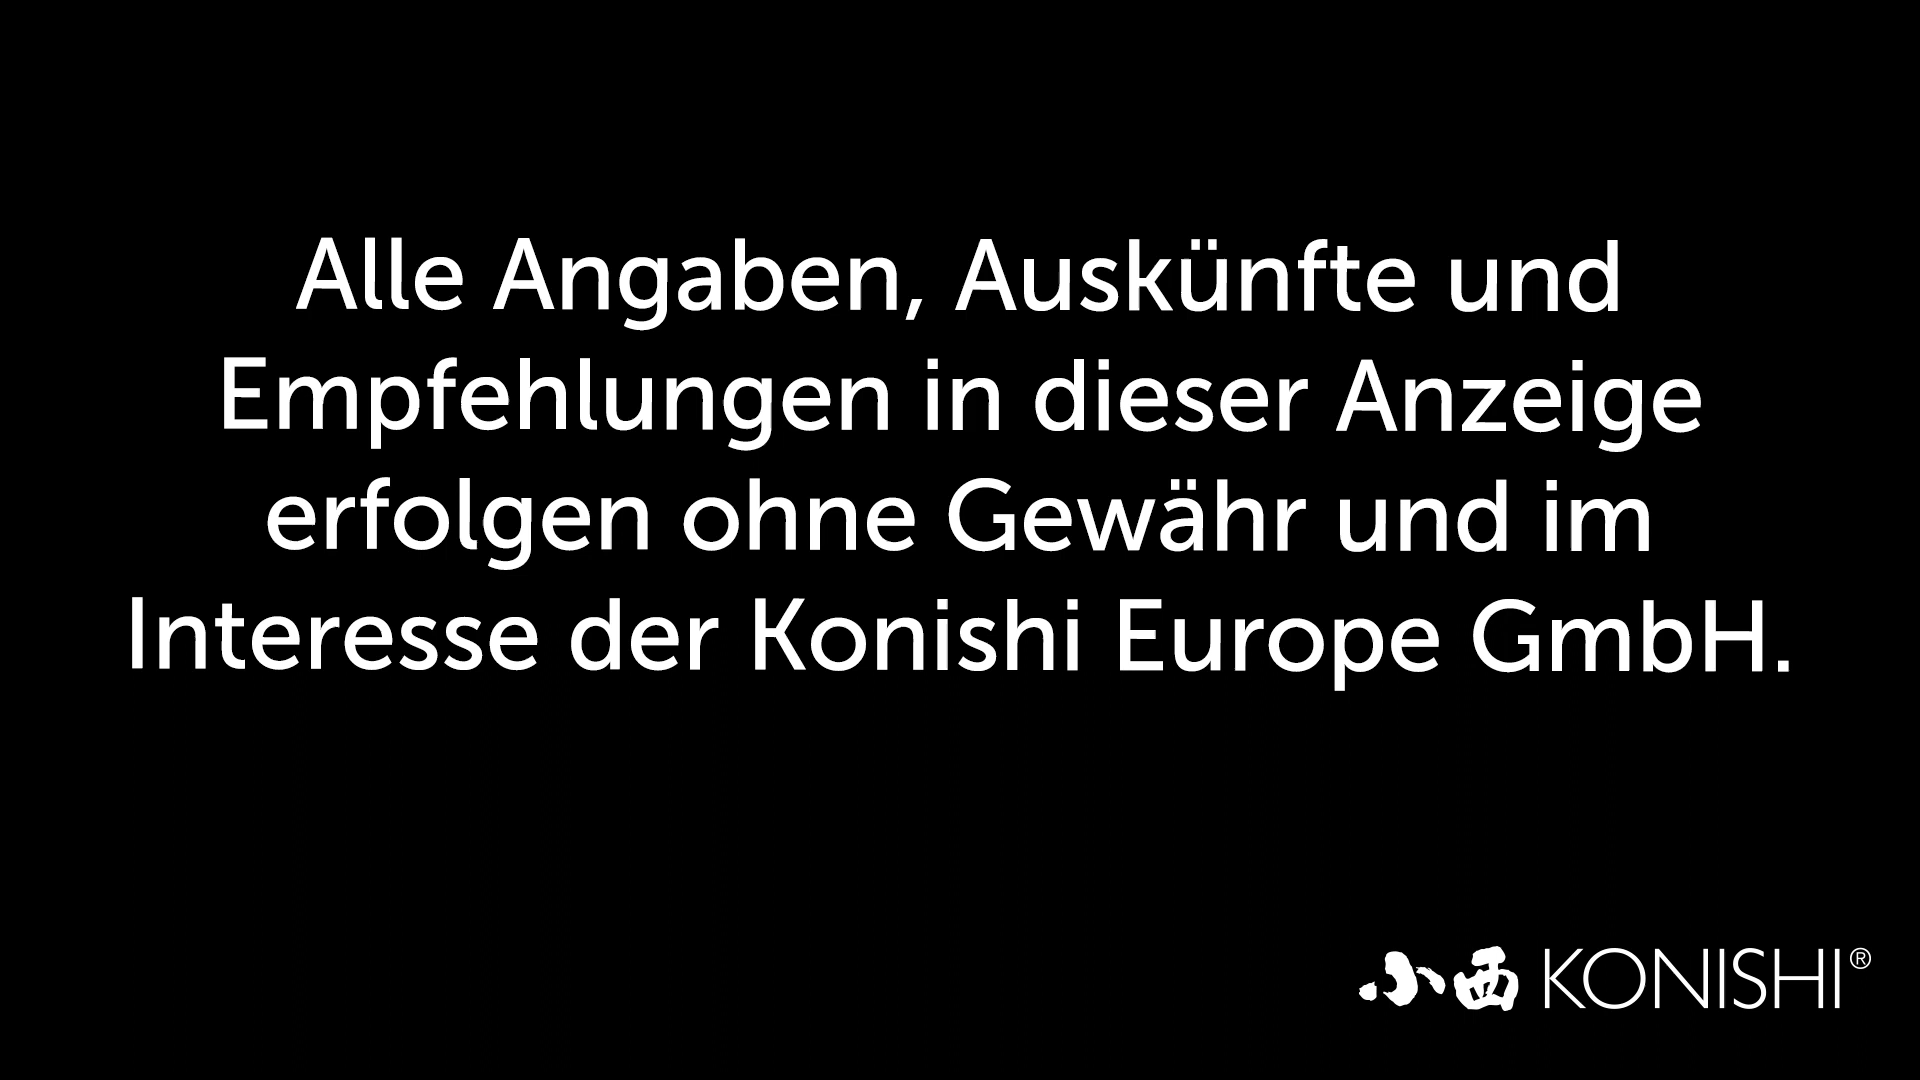 Alle Angaben, Auskünfte und
Empfehlungen in dieser Anzeige
erfolgen ohne Gewähr und im
Interesse der Konishi Europe GmbH.
小西 KONISHI®